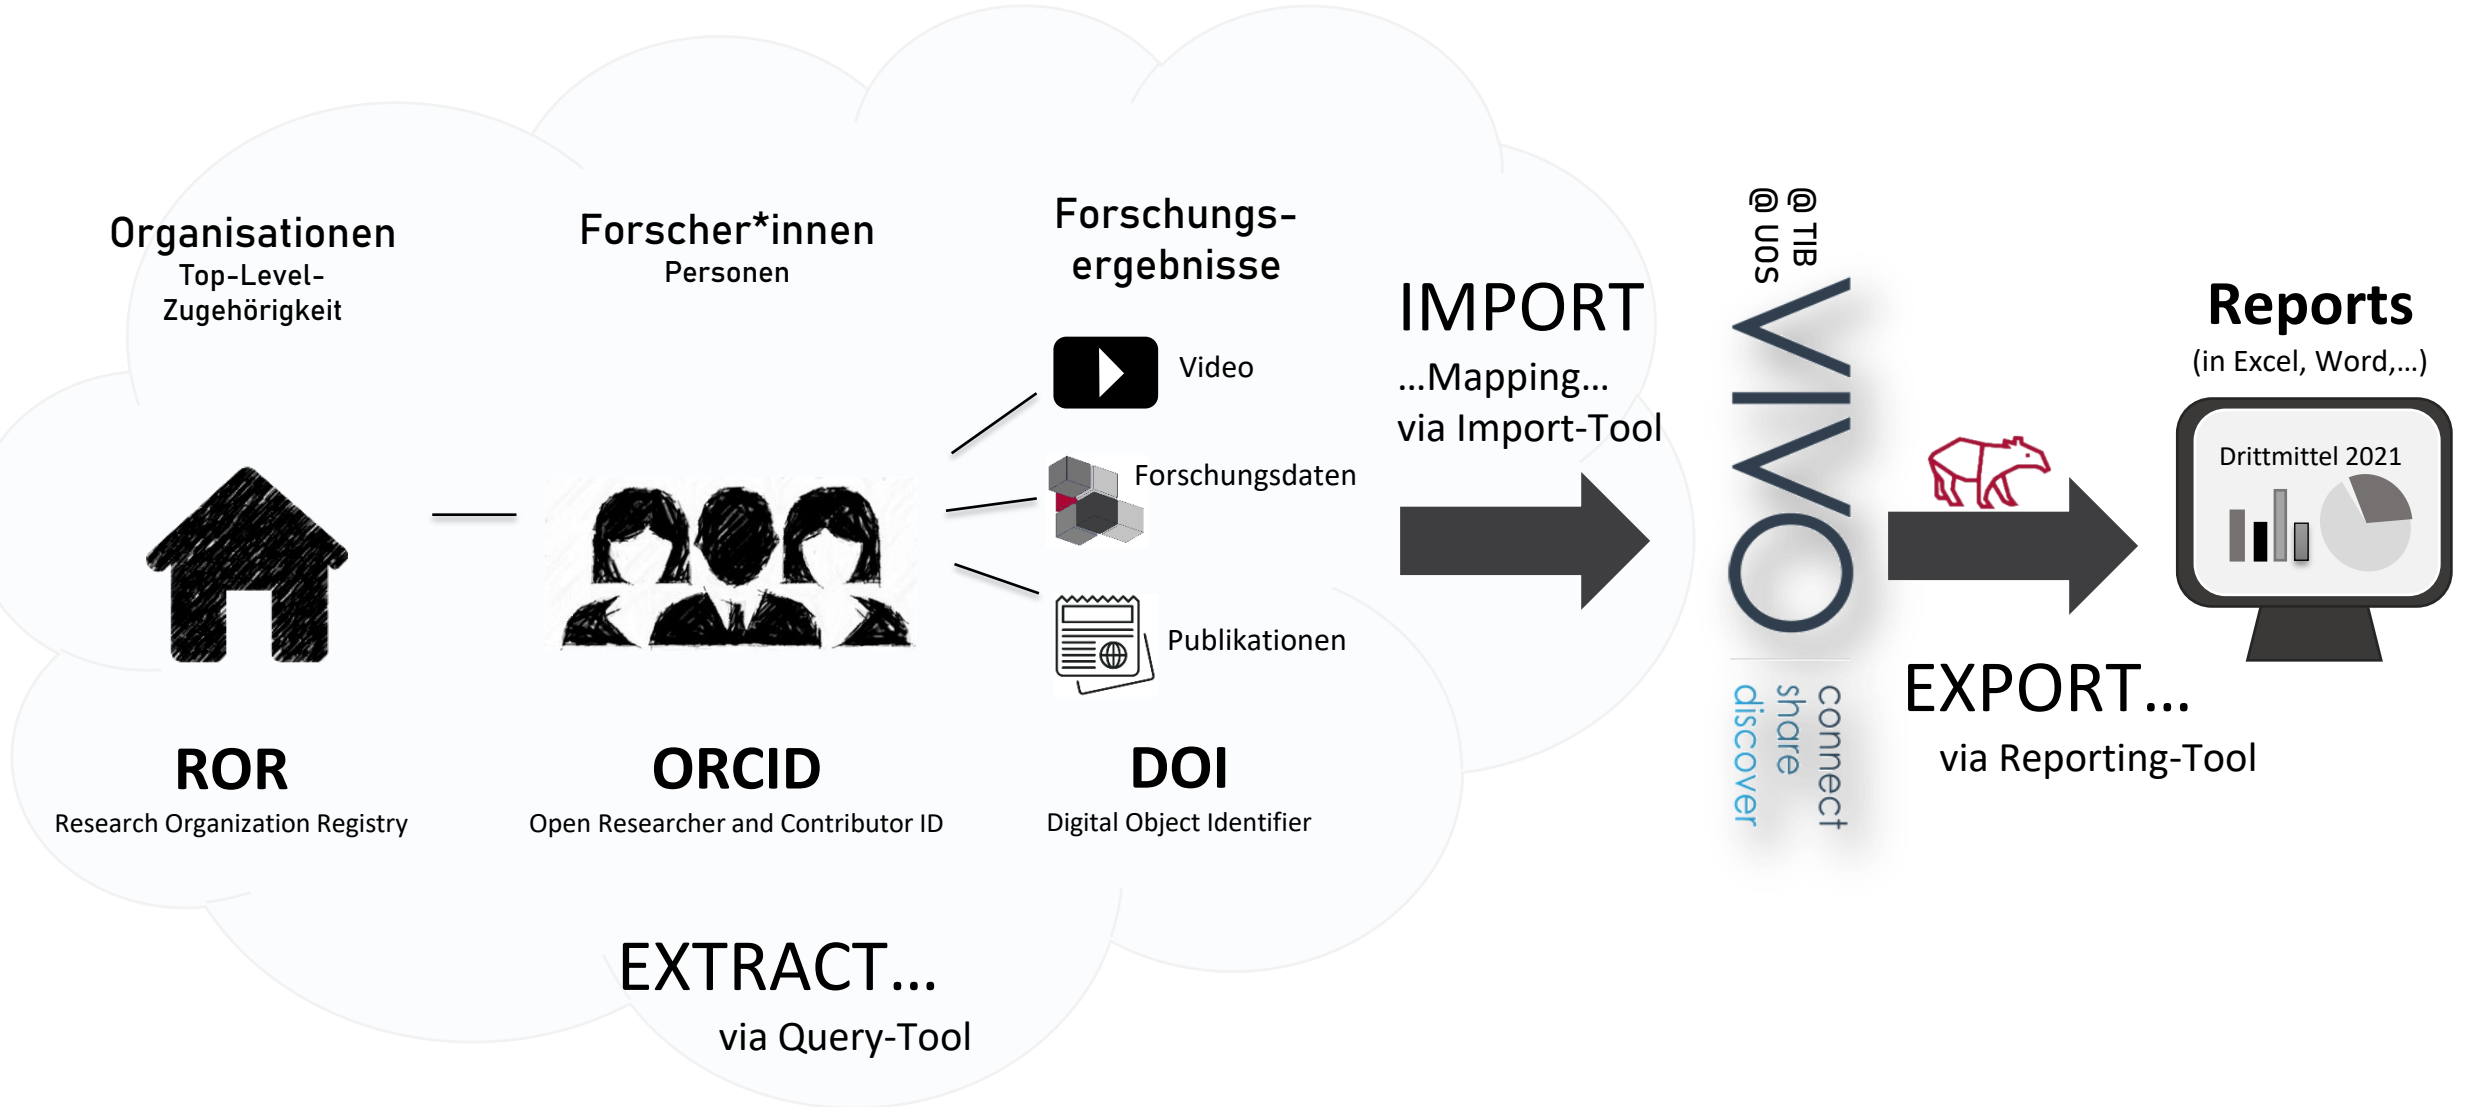 Organisationen
Top-Level-
Zugehörigkeit
ROR
Research Organization Registry
Forscher*innen
Personen
ORCID
Open Researcher and Contributor ID
Forschungs-
ergebnisse
Video
Forschungsdaten
Publikationen
DOI
Digital Object Identifier
EXTRACT...
via Query-Tool
IMPORT
...Mapping...
via Import-Tool
@ TIB
@ UOS
VIVO
connect
share
discover
EXPORT...
via Reporting-Tool
Reports
(in Excel, Word,...)
Drittmittel 2021